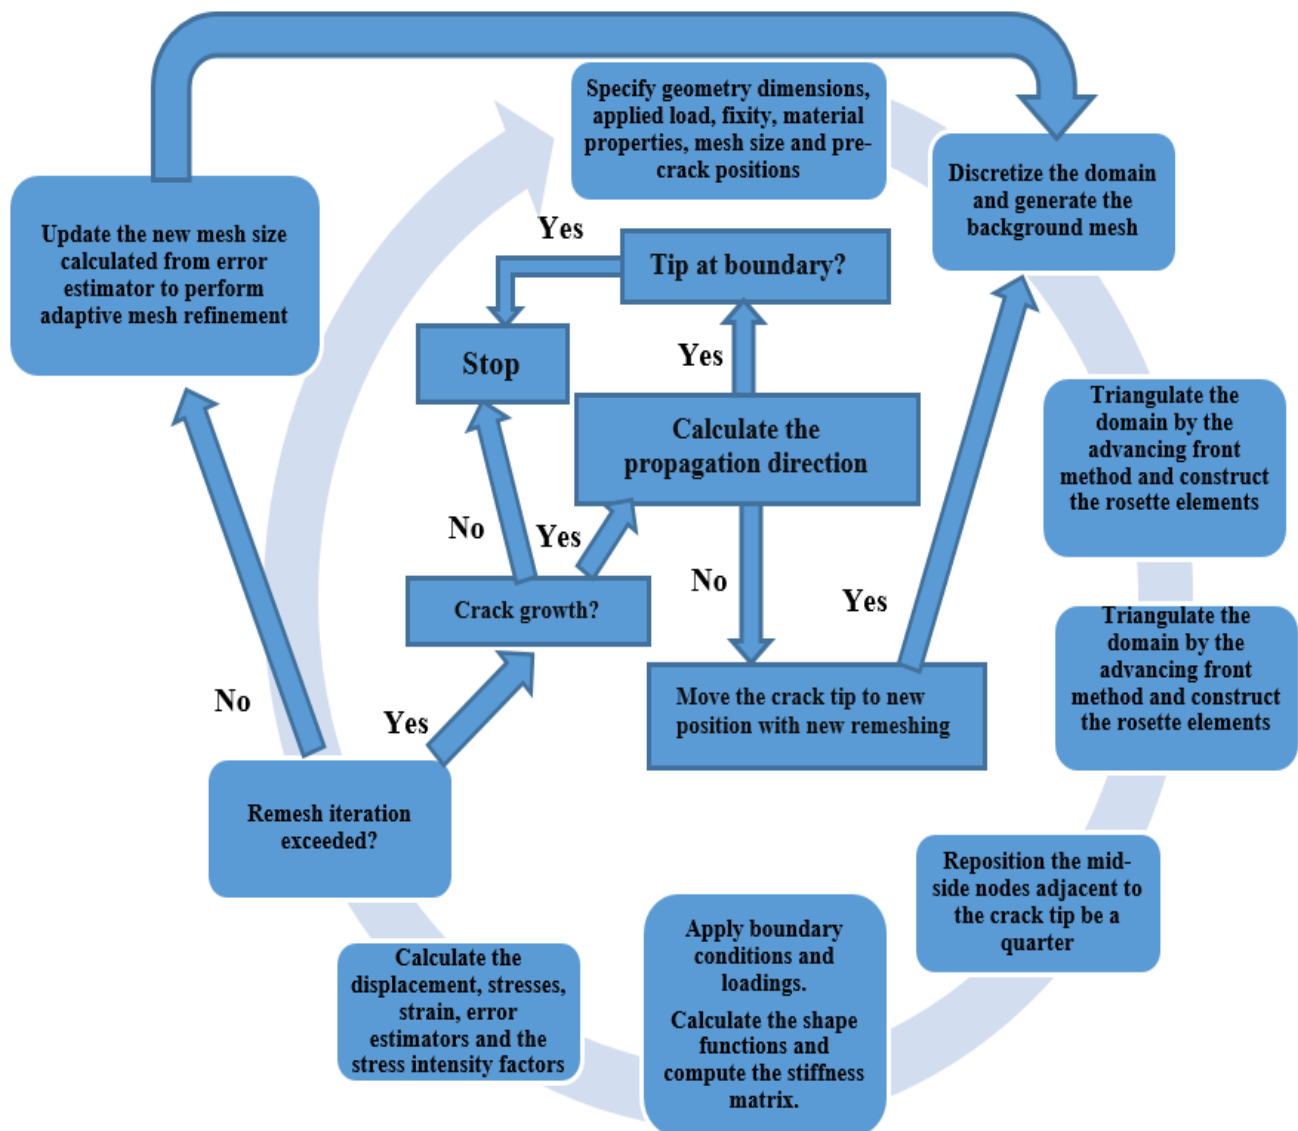 Specify geometry dimensions,
applied load, fixity, material
properties, mesh size and pre-
crack positions
Discretize the domain
and generate the
background mesh
Update the new mesh size
calculated from error
estimator to perform
adaptive mesh refinement
Yes
Tip at boundary?
Stop
Yes
Calculate the
propagation direction
Triangulate the
domain by the
advancing front
method and construct
the rosette elements
No
Yes
No
Yes
Crack growth?
Triangulate the
domain by the
advancing front
method and construct
the rosette elements
No
Yes
Move the crack tip to new
position with new remeshing
Remesh iteration
exceeded?
Reposition the mid-
side nodes adjacent to
the crack tip be a
quarter
Apply boundary
conditions and
loadings.
Calculate the shape
functions and
compute the stiffness
matrix.
Calculate the
displacement, stresses,
strain, error
estimators and the
stress intensity factors